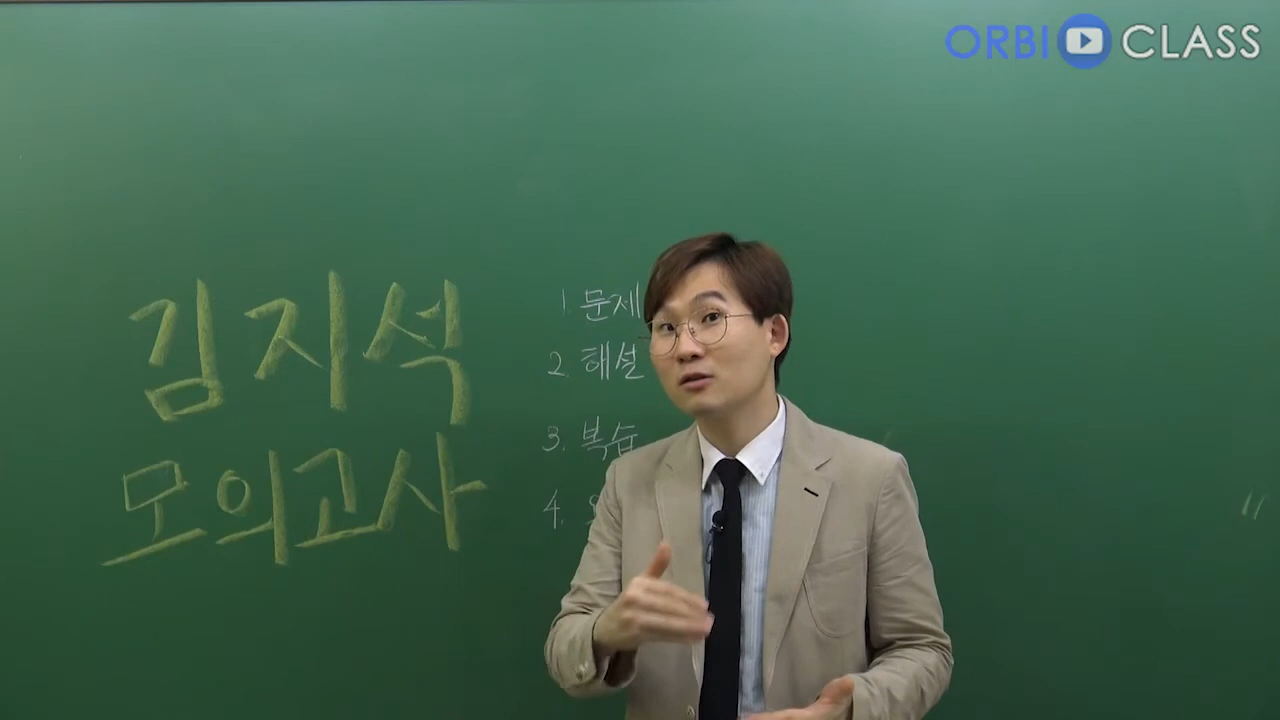 ORBI CLASS
김지석
모의고사
1. 문제
2. 해설
3. 복습
4.